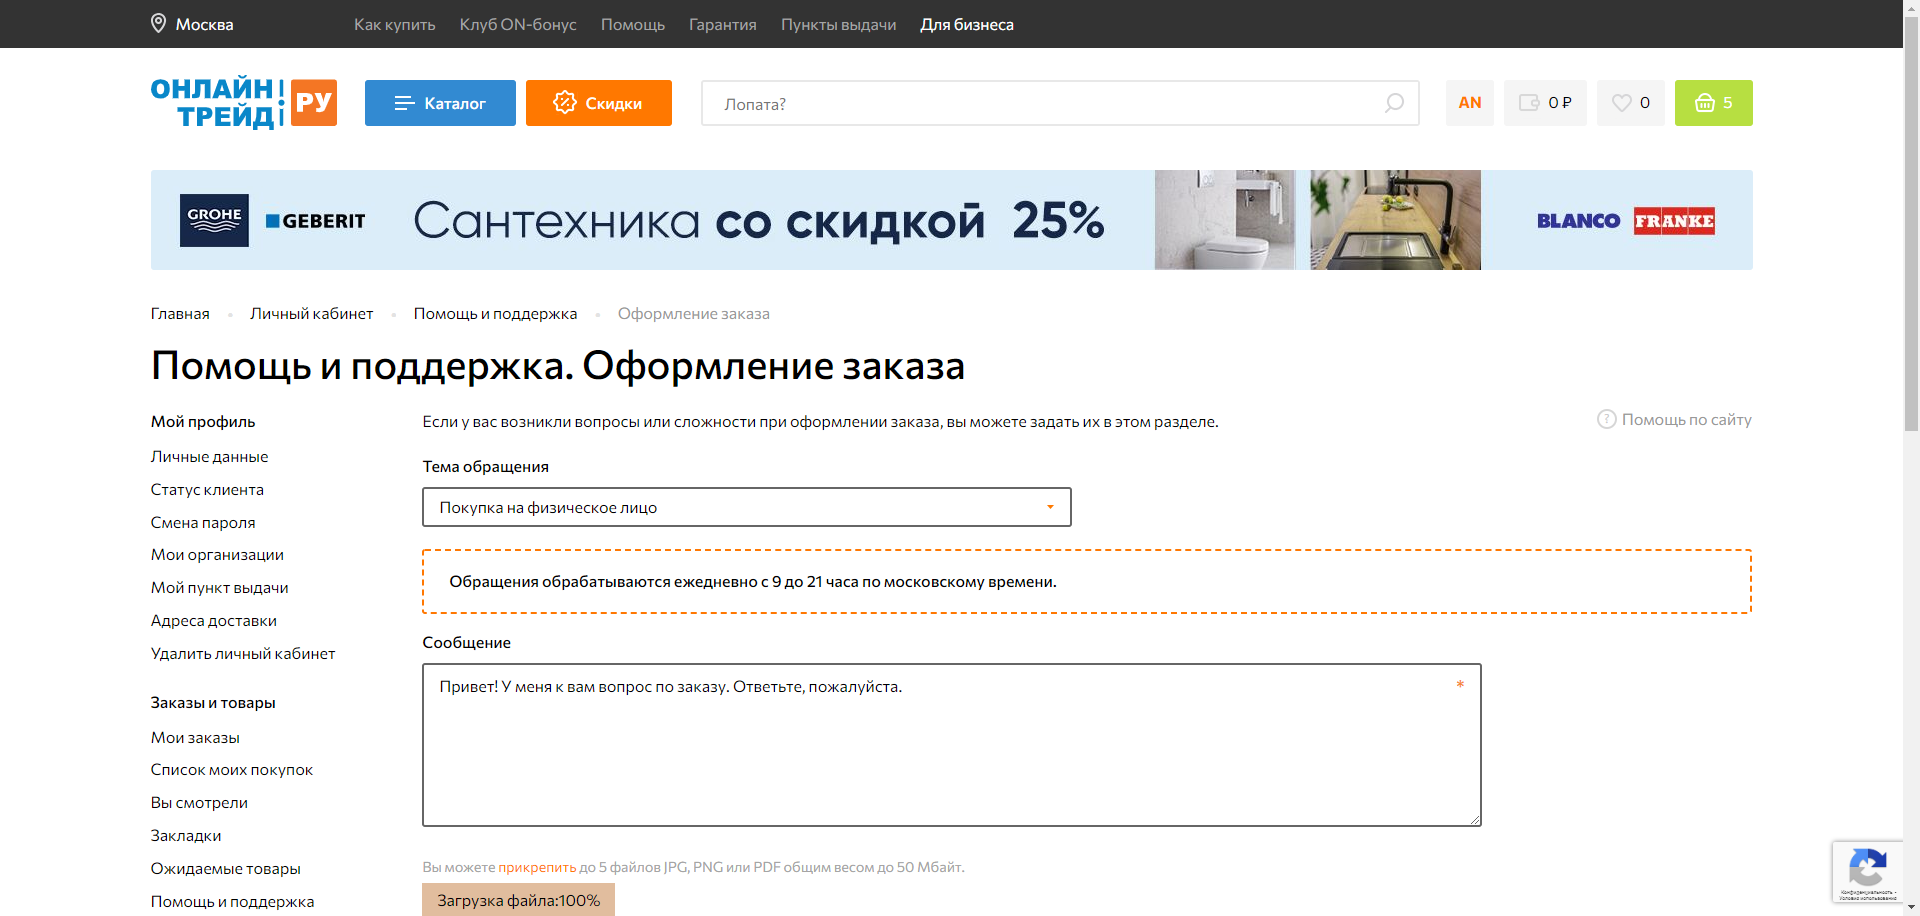 Москва
Как купить
Клуб ON-бонус
Помощь
Гарантия
Пункты выдачи
Для бизнеса
ОНЛАЙН
ТРЕЙД
РУ
Каталог
Скидки
Лопата?
AN
0 ₽
0
5
GROHE
GEBERIT
Сантехника со скидкой 25%
BLANCO
FRANKE
Главная
Личный кабинет
Помощь и поддержка
Оформление заказа
Помощь и поддержка. Оформление заказа
Мой профиль
Личные данные
Статус клиента
Смена пароля
Мои организации
Мой пункт выдачи
Адреса доставки
Удалить личный кабинет
Заказы и товары
Мои заказы
Список моих покупок
Вы смотрели
Закладки
Ожидаемые товары
Помощь и поддержка
Если у вас возникли вопросы или сложности при оформлении заказа, вы можете задать их в этом разделе.
? Помощь по сайту
Тема обращения
Покупка на физическое лицо
Обращения обрабатываются ежедневно с 9 до 21 часа по московскому времени.
Сообщение
Привет! У меня к вам вопрос по заказу. Ответьте, пожалуйста.
*
Вы можете прикрепить до 5 файлов JPG, PNG или PDF общим весом до 50 Мбайт.
Загрузка файла:100%
Конфиденциальность -
Условия использования